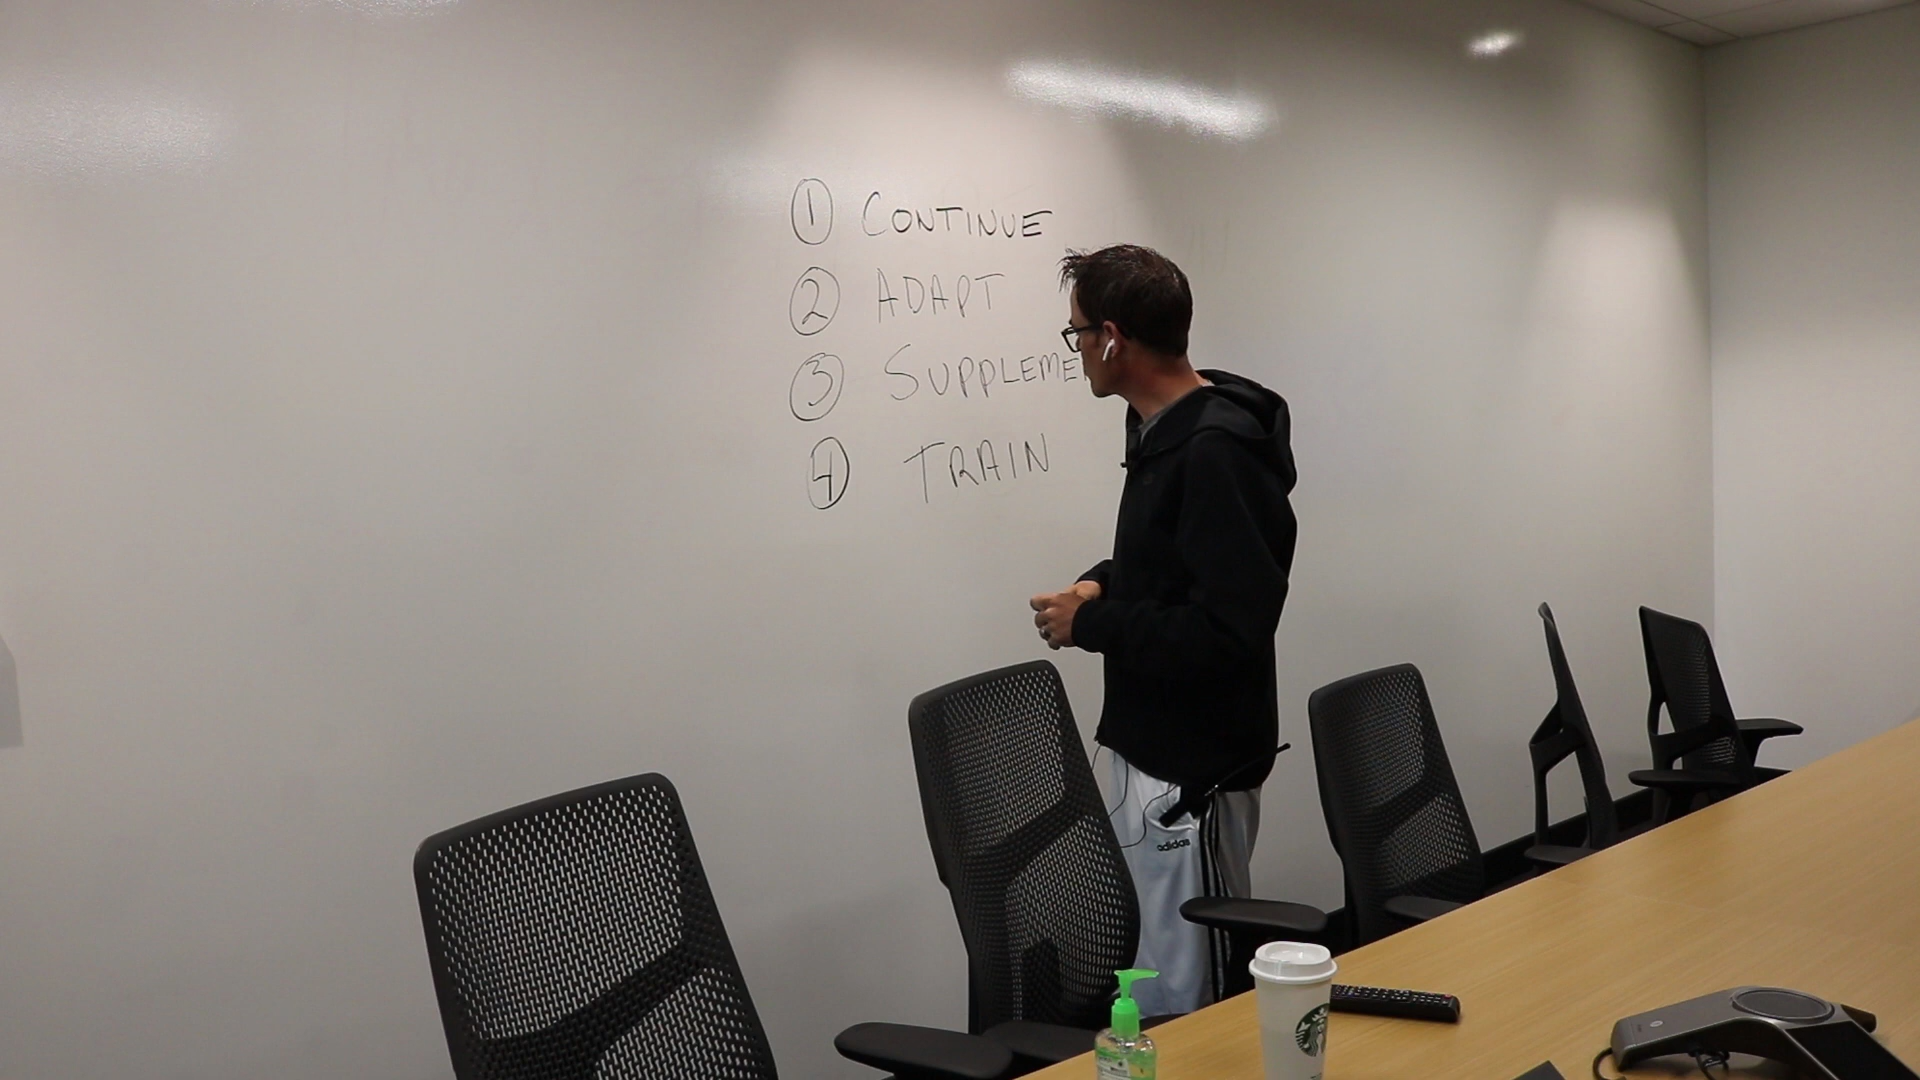 ① CONTINUE
② ADAPT
③ SUPPLEME
④ TRAIN
adidas